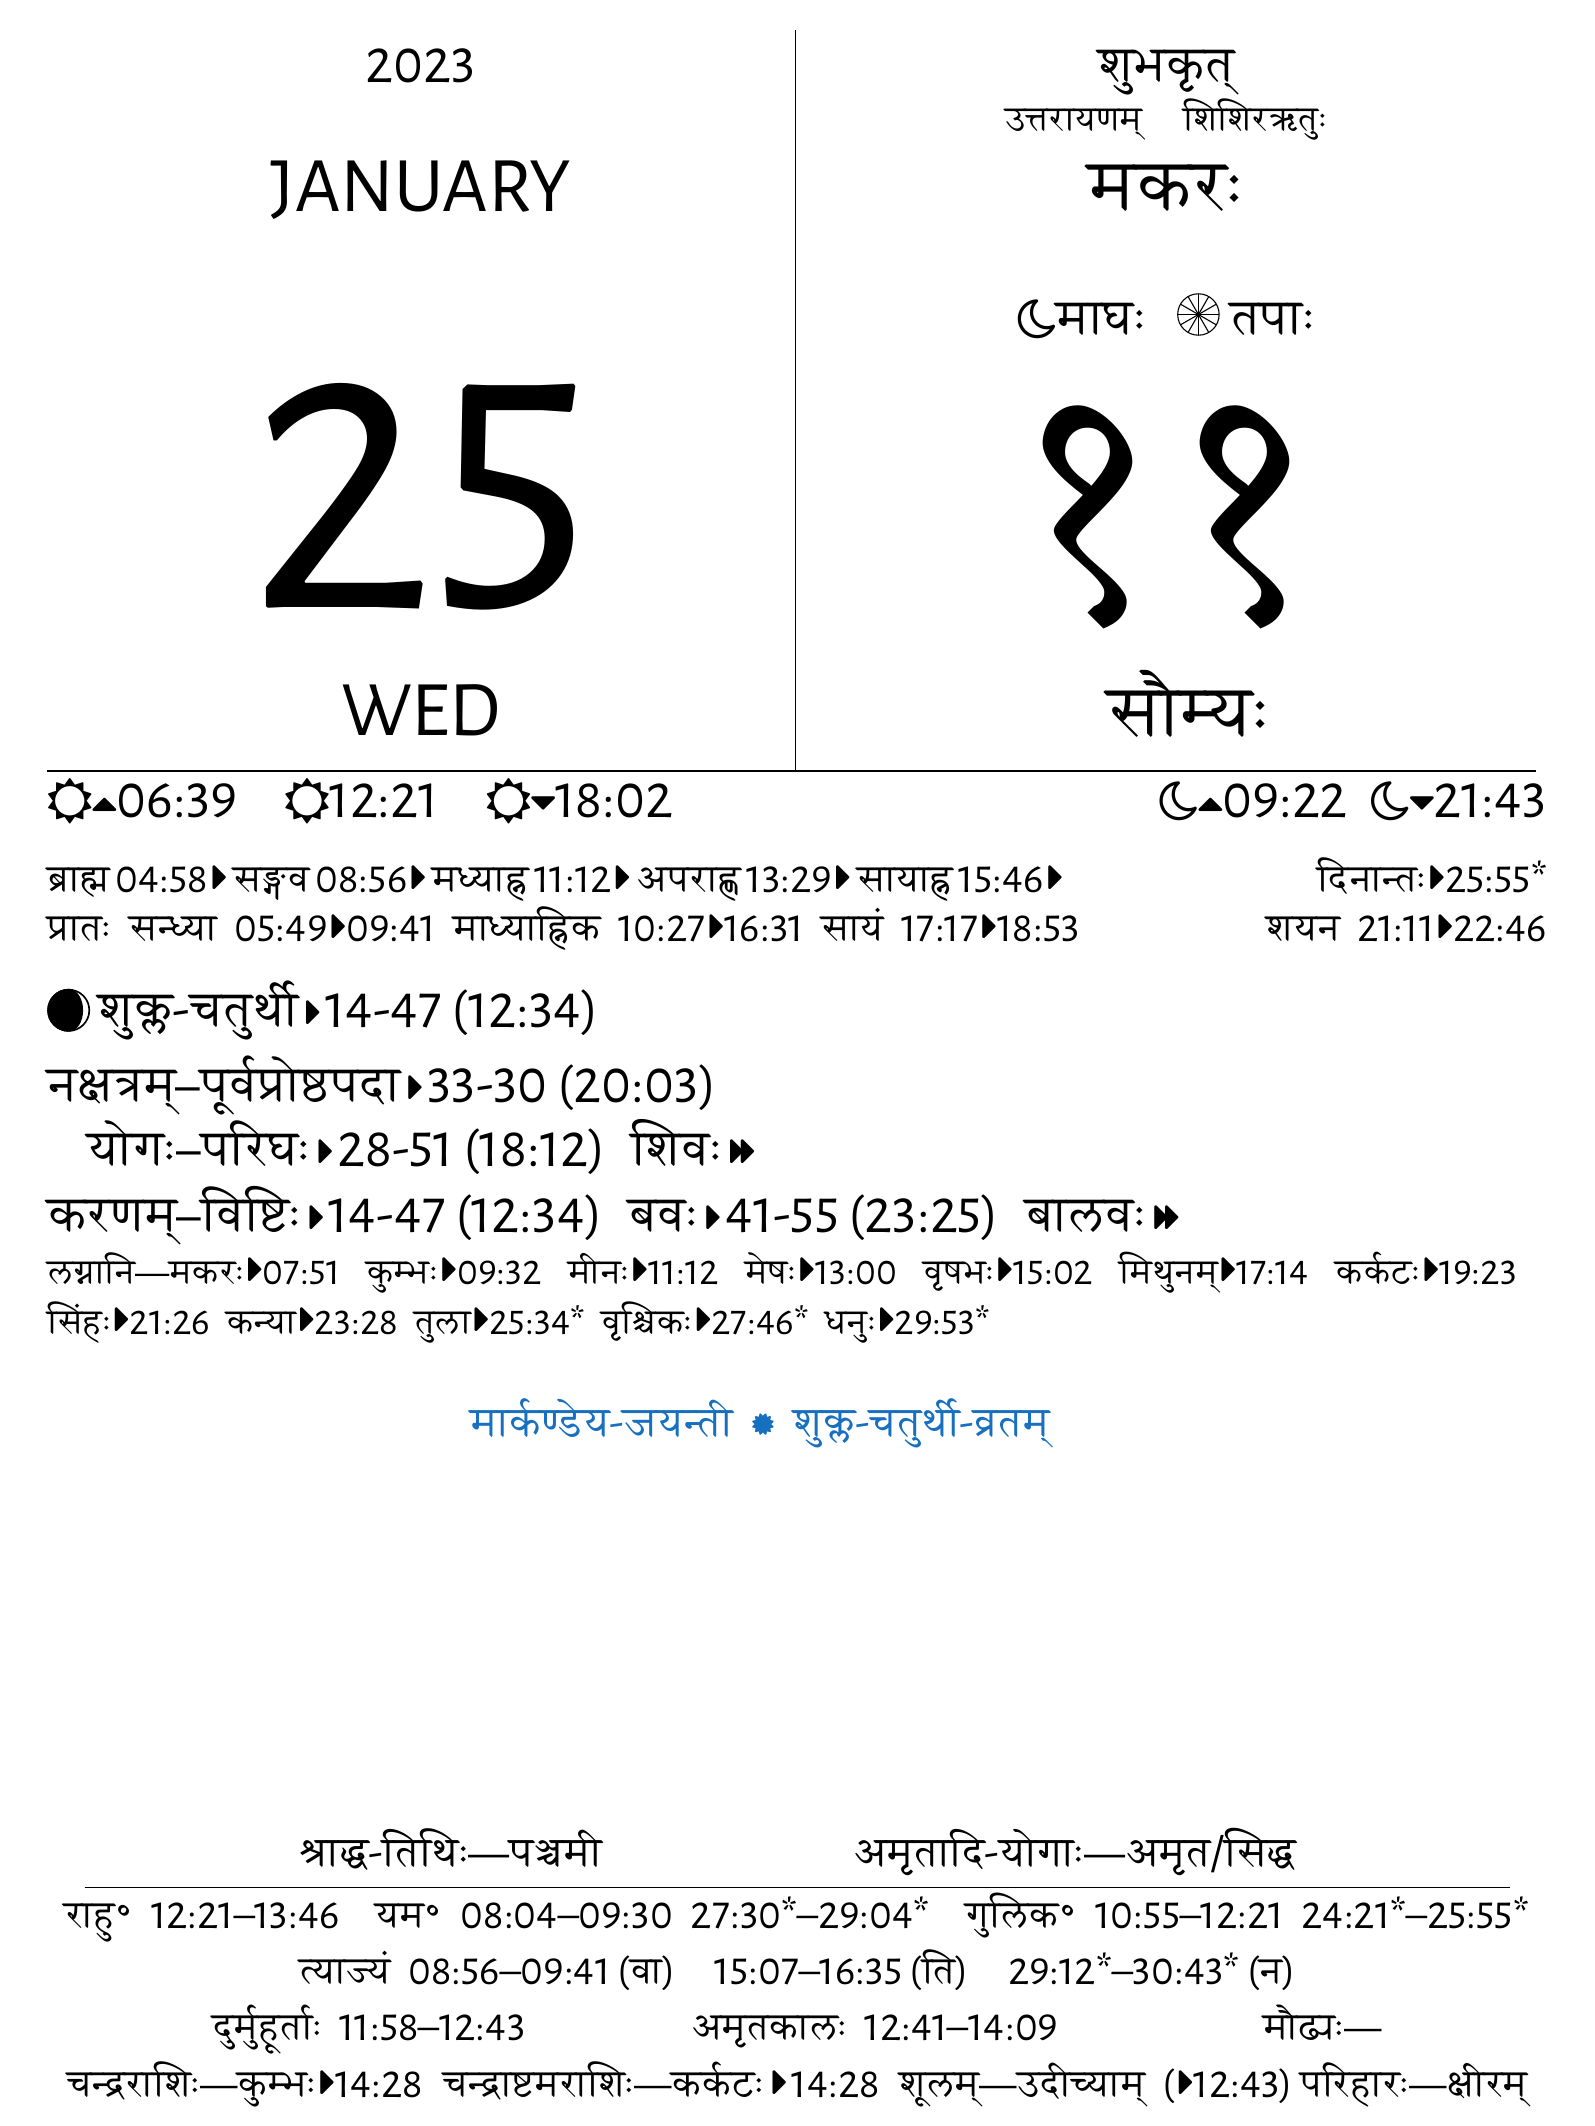 2023
JANUARY
25
WED
शुभकृत्
उत्तरायणम् शिशिरऋतुः
मकरः
माघः तपाः
११
सौम्यः
06:39 12:21 18:02 09:22 21:43
ब्राह्म 04:58 सङ्गव 08:56 मध्याह्न 11:12 अपराह्ण 13:29 सायाह्न 15:46 दिनान्तः 25:55*
प्रातः सन्ध्या 05:49 09:41 माध्याह्निक 10:27 16:31 सायं 17:17 18:53 शयन 21:11 22:46
शुक्ल-चतुर्थी 14-47 (12:34)
नक्षत्रम्–पूर्वप्रोष्ठपदा 33-30 (20:03)
योगः–परिघः 28-51 (18:12) शिवः
करणम्–विष्टिः 14-47 (12:34) बवः 41-55 (23:25) बालवः
लग्नानि—मकरः 07:51 कुम्भः 09:32 मीनः 11:12 मेषः 13:00 वृषभः 15:02 मिथुनम् 17:14 कर्कटः 19:23
सिंहः 21:26 कन्या 23:28 तुला 25:34* वृश्चिकः 27:46* धनुः 29:53*
मार्कण्डेय-जयन्ती शुक्ल-चतुर्थी-व्रतम्
श्राद्ध-तिथिः—पञ्चमी अमृतादि-योगाः—अमृत/सिद्ध
राहु॰ 12:21–13:46 यम॰ 08:04–09:30 27:30*–29:04* गुलिक॰ 10:55–12:21 24:21*–25:55*
त्याज्यं 08:56–09:41 (वा) 15:07–16:35 (ति) 29:12*–30:43* (न)
दुर्मुहूर्ताः 11:58–12:43 अमृतकालः 12:41–14:09 मौढ्यः—
चन्द्रराशिः—कुम्भः 14:28 चन्द्राष्टमराशिः—कर्कटः 14:28 शूलम्—उदीच्याम् (12:43) परिहारः—क्षीरम्